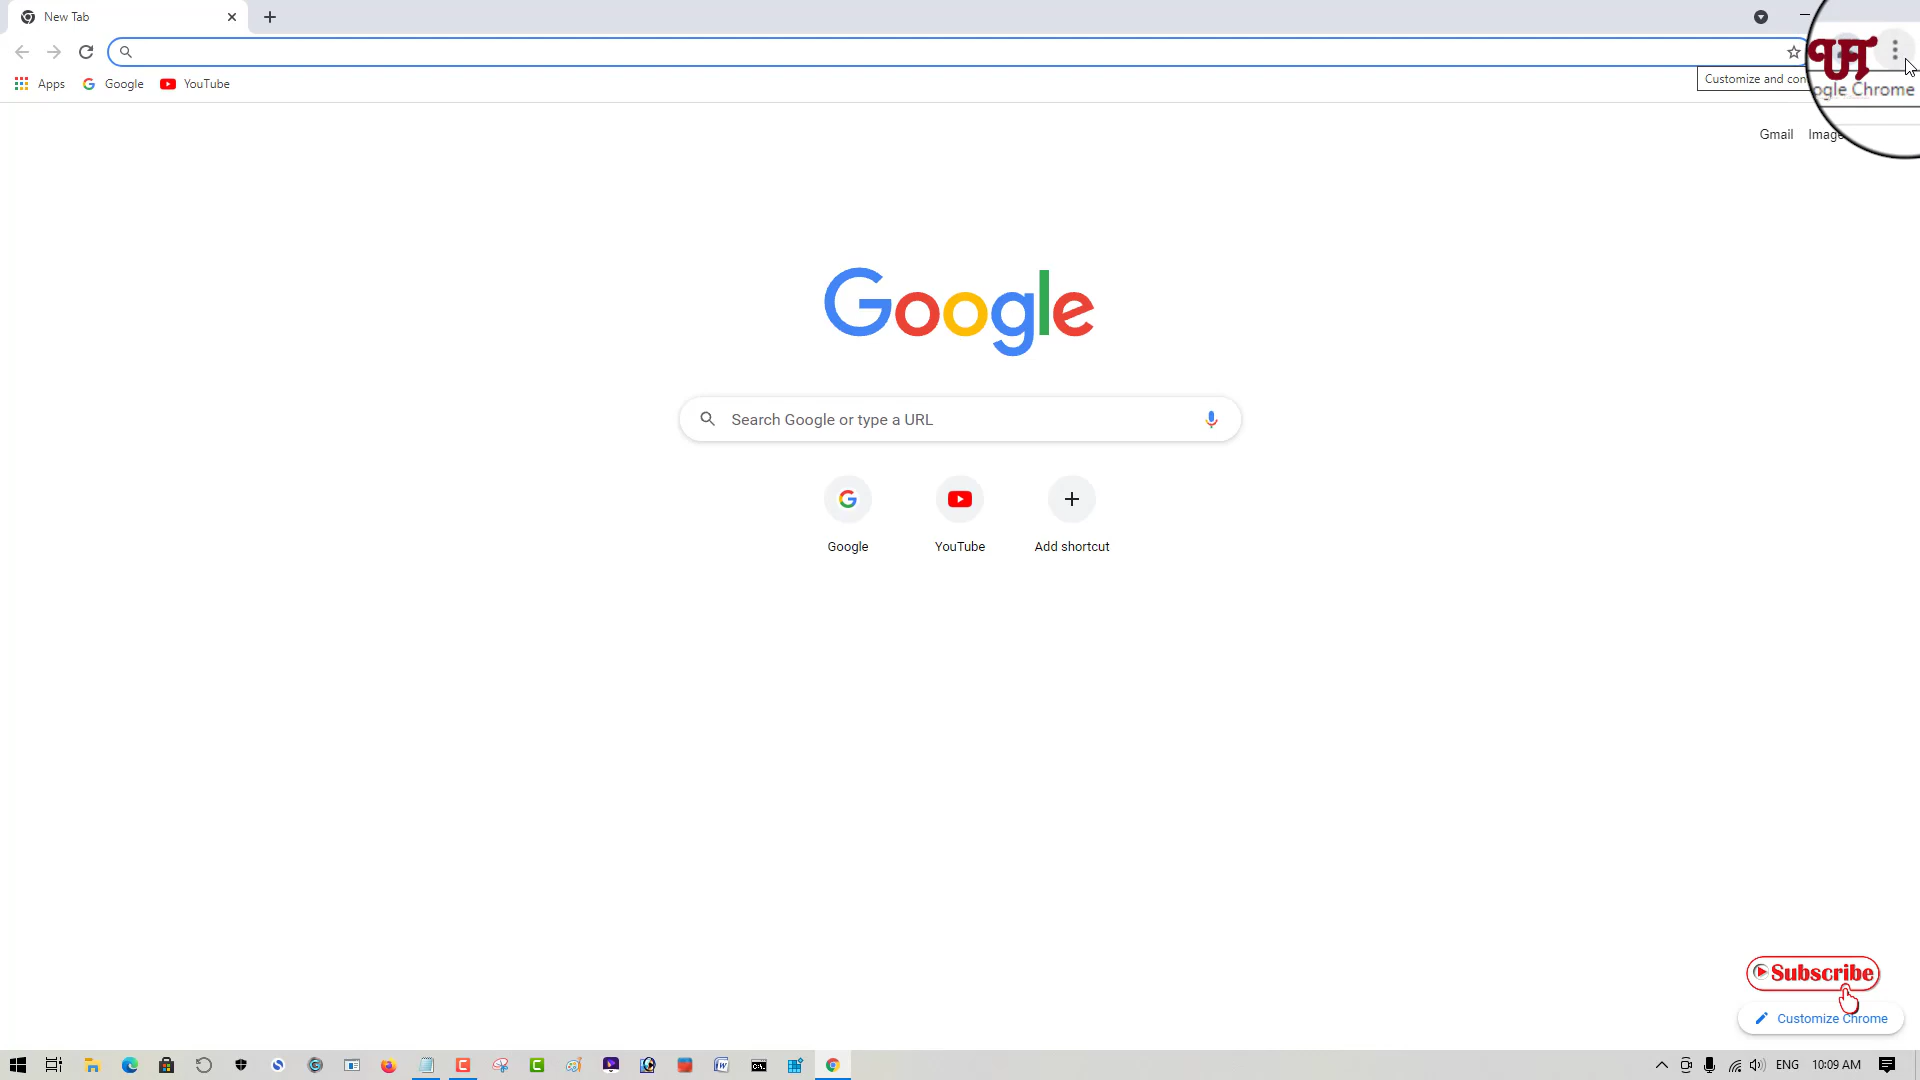 New Tab
Customize and con
ogle Chrome
Apps Google YouTube
Gmail Image
Google
Search Google or type a URL
Google YouTube Add shortcut
Subscribe
Customize Chrome
ENG 10:09 AM